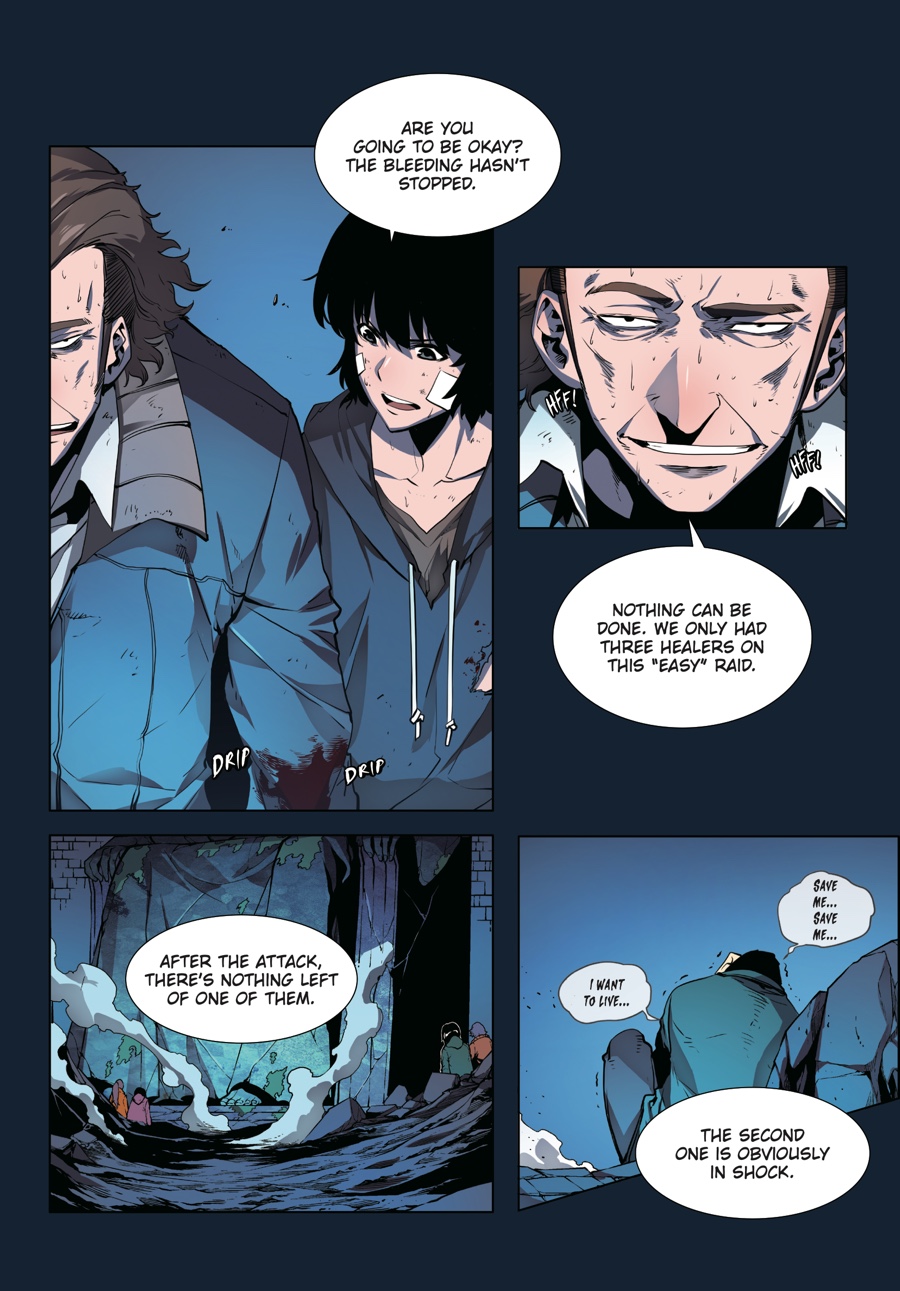 ARE YOU
GOING TO BE OKAY?
THE BLEEDING HASN'T
STOPPED.
HFF!
HFF!
NOTHING CAN BE
DONE. WE ONLY HAD
THREE HEALERS ON
THIS "EASY" RAID.
DRIP
DRIP
AFTER THE ATTACK,
THERE'S NOTHING LEFT
OF ONE OF THEM.
SAVE
ME...
SAVE
ME...
I WANT
TO LIVE...
THE SECOND
ONE IS OBVIOUSLY
IN SHOCK.